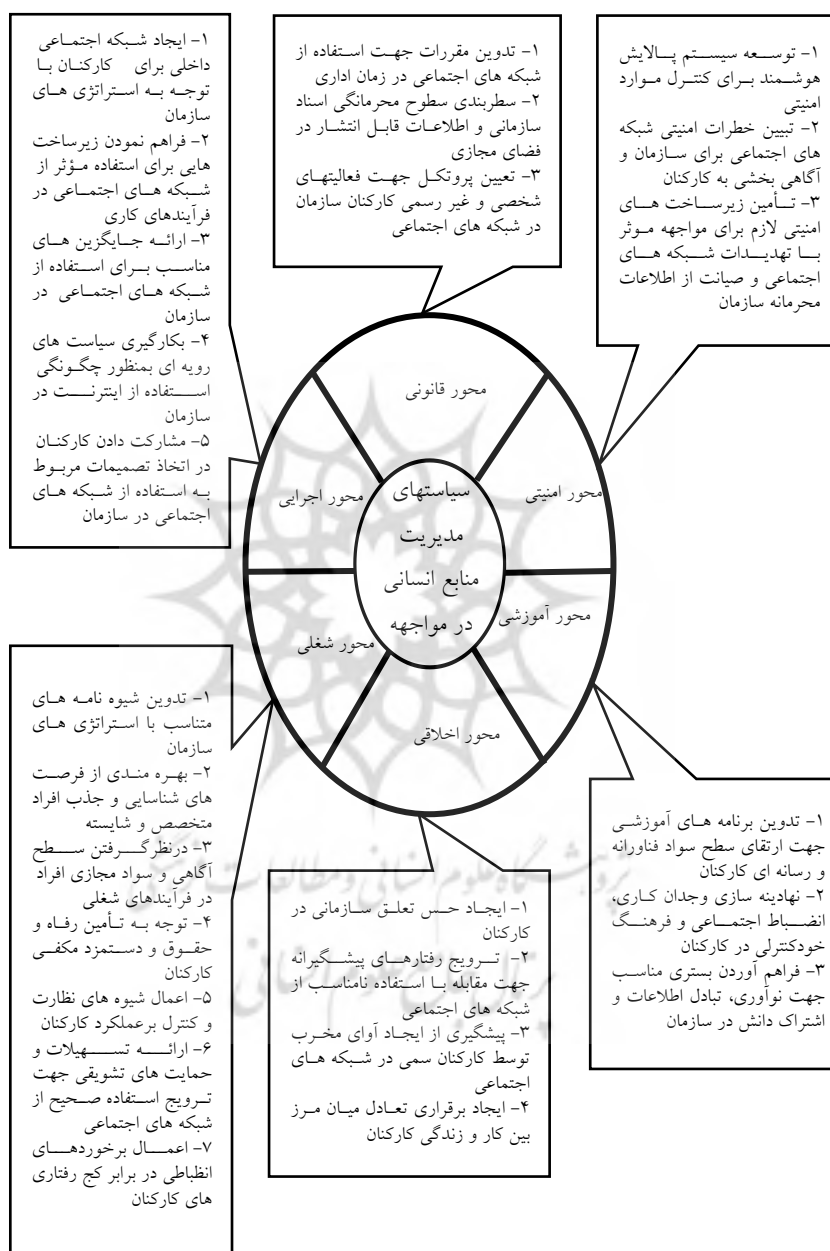 ۱- توسعه سیستم پالایش
هوشمند برای کنترل موارد
امنیتی
۲- تبیین خطرات امنیتی شبکه
های اجتماعی برای سازمان و
آگاهی بخشی به کارکنان
۳- تأمین زیرساخت های
امنیتی لازم برای مواجهه موثر
با تهدیدات شبکه های
اجتماعی و صیانت از اطلاعات
محرمانه سازمان
۱- تدوین مقررات جهت استفاده از
شبکه های اجتماعی در زمان اداری
۲- سطربندی سطوح محرمانگی اسناد
سازمانی و اطلاعات قابل انتشار در
فضای مجازی
۳- تعیین پروتکل جهت فعالیتهای
شخصی و غیر رسمی کارکنان سازمان
در شبکه های اجتماعی
۱- ایجاد شبکه اجتماعی
داخلی برای کارکنان با
توجه به استراتژی های
سازمان
۲- فراهم نمودن زیرساخت
هایی برای استفاده مؤثر از
شبکه های اجتماعی در
فرآیندهای کاری
۳- ارائه جایگزین های
مناسب برای استفاده از
شبکه های اجتماعی در
سازمان
۴- بکارگیری سیاست های
رویه ای بمنظور چگونگی
استفاده از اینترنت در
سازمان
۵- مشارکت دادن کارکنان
در اتخاذ تصمیمات مربوط
به استفاده از شبکه های
اجتماعی در سازمان
محور قانونی
محور امنیتی
محور اجرایی
سیاستهای
مدیریت
منابع انسانی
در مواجهه
محور آموزشی
محور شغلی
محور اخلاقی
۱- تدوین برنامه های آموزشی
جهت ارتقای سطح سواد فناورانه
و رسانه ای کارکنان
۲- نهادینه سازی وجدان کاری،
انضباط اجتماعی و فرهنگ
خودکنترلی در کارکنان
۳- فراهم آوردن بستری مناسب
جهت نوآوری، تبادل اطلاعات و
اشتراک دانش در سازمان
۱- ایجاد حس تعلق سازمانی در
کارکنان
۲- ترویج رفتارهای پیشگیرانه
جهت مقابله با استفاده نامناسب از
شبکه های اجتماعی
۳- پیشگیری از ایجاد آوای مخرب
توسط کارکنان سمی در شبکه های
اجتماعی
۴- ایجاد برقراری تعادل میان مرز
بین کار و زندگی کارکنان
۱- تدوین شیوه نامه های
متناسب با استراتژی های
سازمان
۲- بهره مندی از فرصت
های شناسایی و جذب افراد
متخصص و شایسته
۳- درنظرگرفتن سطح
آگاهی و سواد مجازی افراد
در فرآیندهای شغلی
۴- توجه به تأمین رفاه و
حقوق و دستمزد مکفی
کارکنان
۵- اعمال شیوه های نظارت
و کنترل برعملکرد کارکنان
۶- ارائه تسهیلات و
حمایت های تشویقی جهت
ترویج استفاده صحیح از
شبکه های اجتماعی
۷- اعمال برخوردهای
انظباطی در برابر کج رفتاری
های کارکنان
پژوهشگاه علوم انسانی و مطالعات فرهنگی
پرتال جامع علوم انسانی